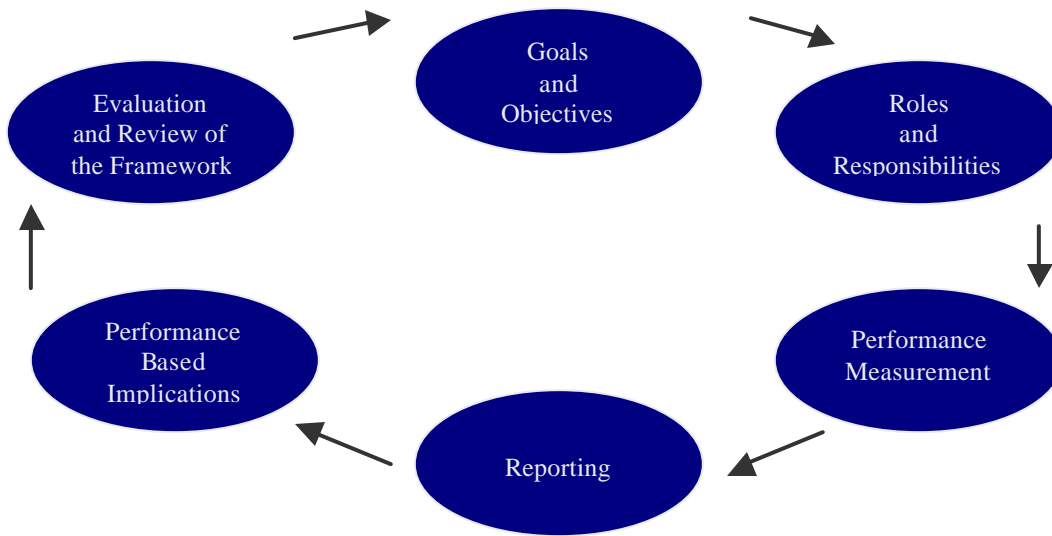 Goals
and
Objectives
Roles
and
Responsibilities
Performance
Measurement
Reporting
Performance
Based
Implications
Evaluation
and Review of
the Framework